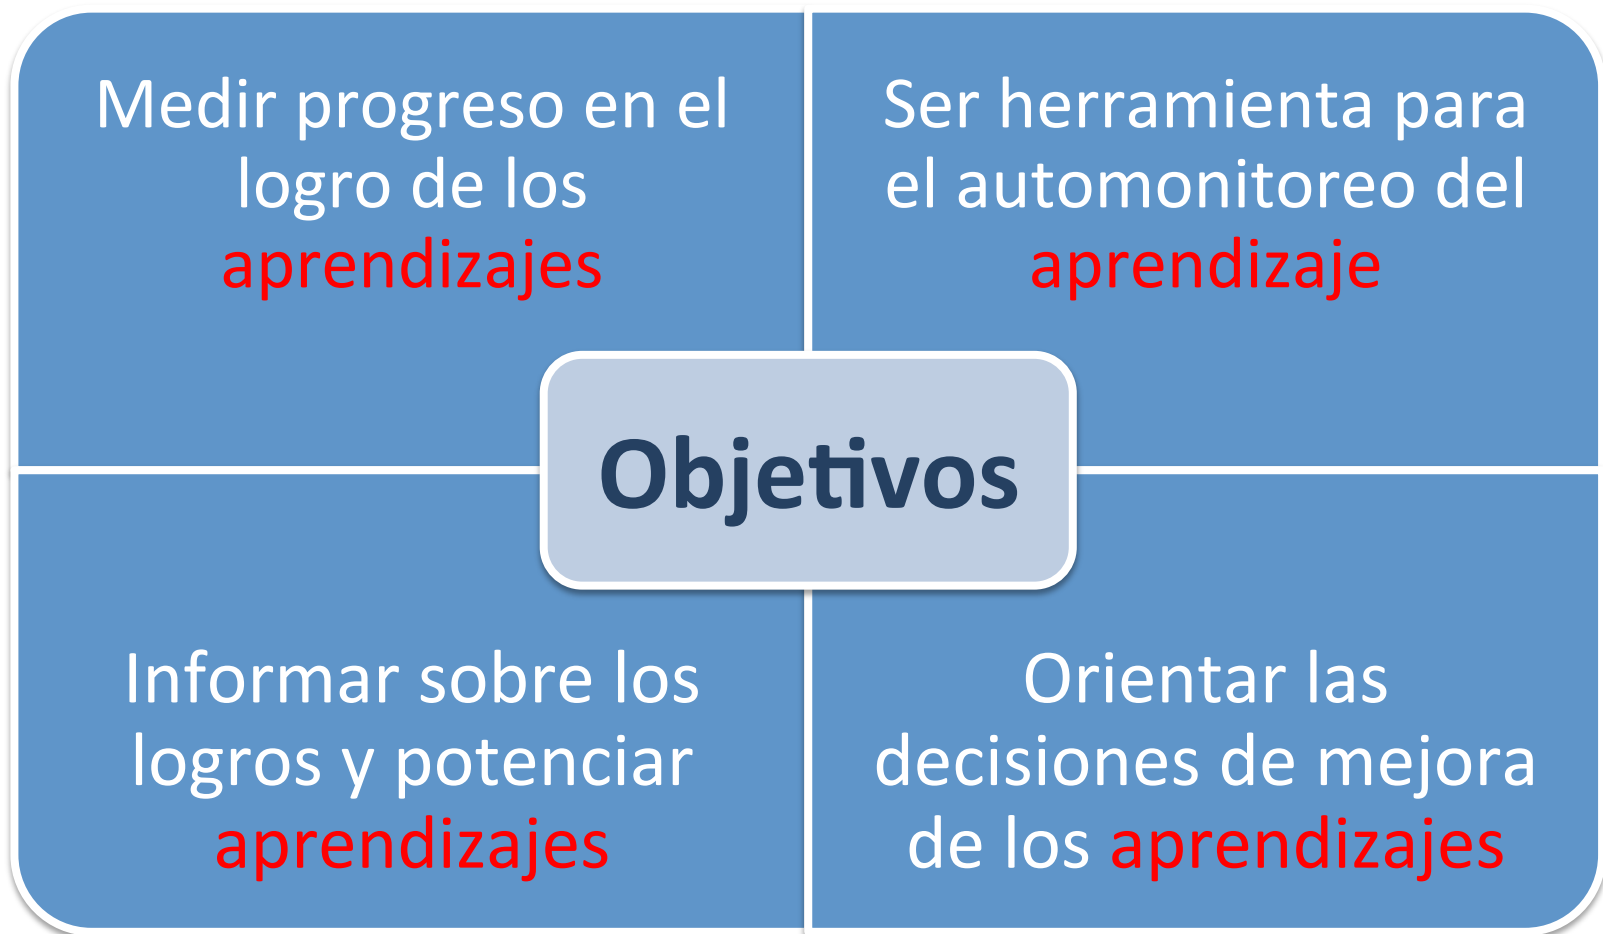 Medir progreso en el
logro de los
aprendizajes
Ser herramienta para
el automonitoreo del
aprendizaje
Objetivos
Informar sobre los
logros y potenciar
aprendizajes
Orientar las
decisiones de mejora
de los aprendizajes